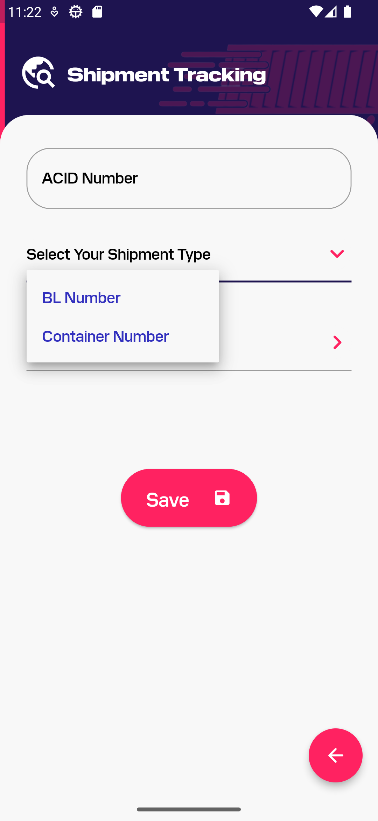 11:22
Shipment Tracking
ACID Number
Select Your Shipment Type
BL Number
Container Number
Save